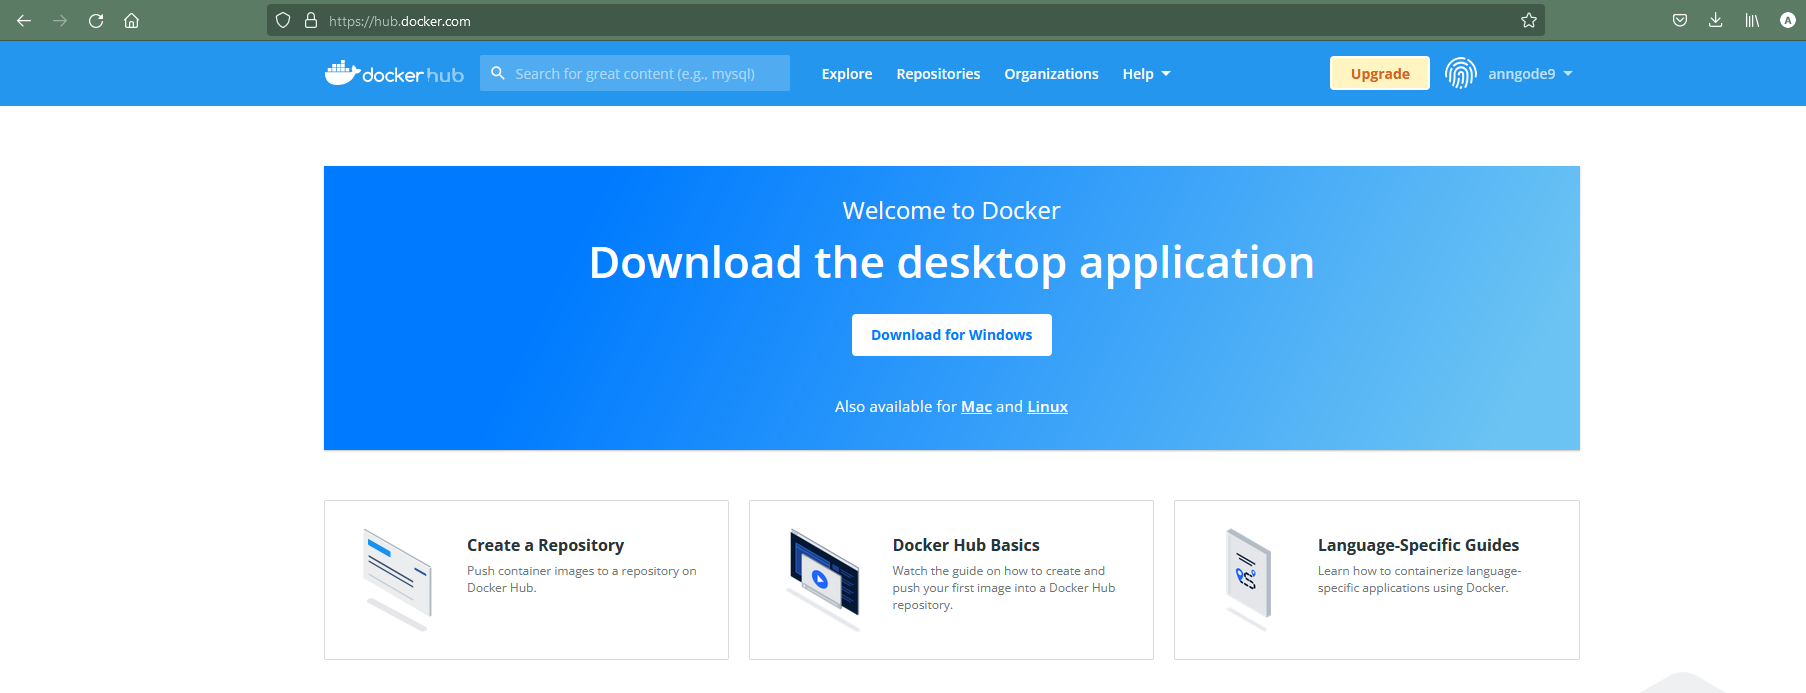 https://hub.docker.com
A
docker hub
Search for great content (e.g., mysql)
Explore
Repositories
Organizations
Help
Upgrade
anngode9
Welcome to Docker
Download the desktop application
Download for Windows
Also available for Mac and Linux
Create a Repository
Push container images to a repository on
Docker Hub.
Docker Hub Basics
Watch the guide on how to create and
push your first image into a Docker Hub
repository.
Language-Specific Guides
Learn how to containerize language-
specific applications using Docker.